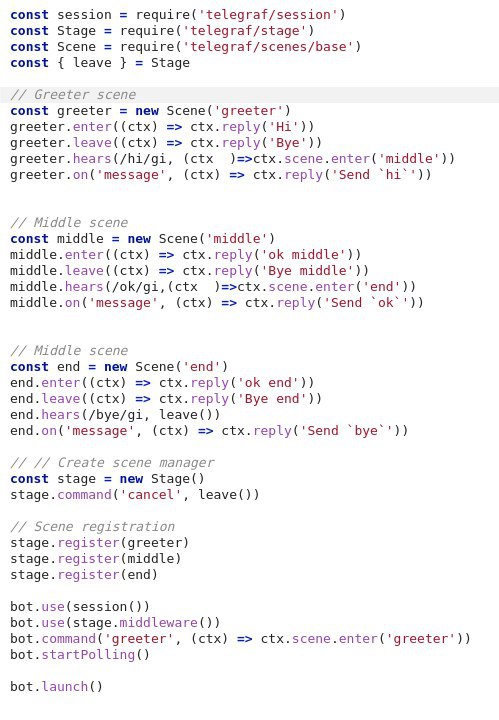 const session = require('telegraf/session')
const Stage = require('telegraf/stage')
const Scene = require('telegraf/scenes/base')
const { leave } = Stage
// Greeter scene
const greeter = new Scene('greeter')
greeter.enter((ctx) => ctx.reply('Hi'))
greeter.leave((ctx) => ctx.reply('Bye'))
greeter.hears(/hi/gi, (ctx  )=>ctx.scene.enter('middle'))
greeter.on('message', (ctx) => ctx.reply('Send `hi`'))
// Middle scene
const middle = new Scene('middle')
middle.enter((ctx) => ctx.reply('ok middle'))
middle.leave((ctx) => ctx.reply('Bye middle'))
middle.hears(/ok/gi,(ctx  )=>ctx.scene.enter('end'))
middle.on('message', (ctx) => ctx.reply('Send `ok`'))
// Middle scene
const end = new Scene('end')
end.enter((ctx) => ctx.reply('ok end'))
end.leave((ctx) => ctx.reply('Bye end'))
end.hears(/bye/gi, leave())
end.on('message', (ctx) => ctx.reply('Send `bye`'))
// // Create scene manager
const stage = new Stage()
stage.command('cancel', leave())
// Scene registration
stage.register(greeter)
stage.register(middle)
stage.register(end)
bot.use(session())
bot.use(stage.middleware())
bot.command('greeter', (ctx) => ctx.scene.enter('greeter'))
bot.startPolling()
bot.launch()